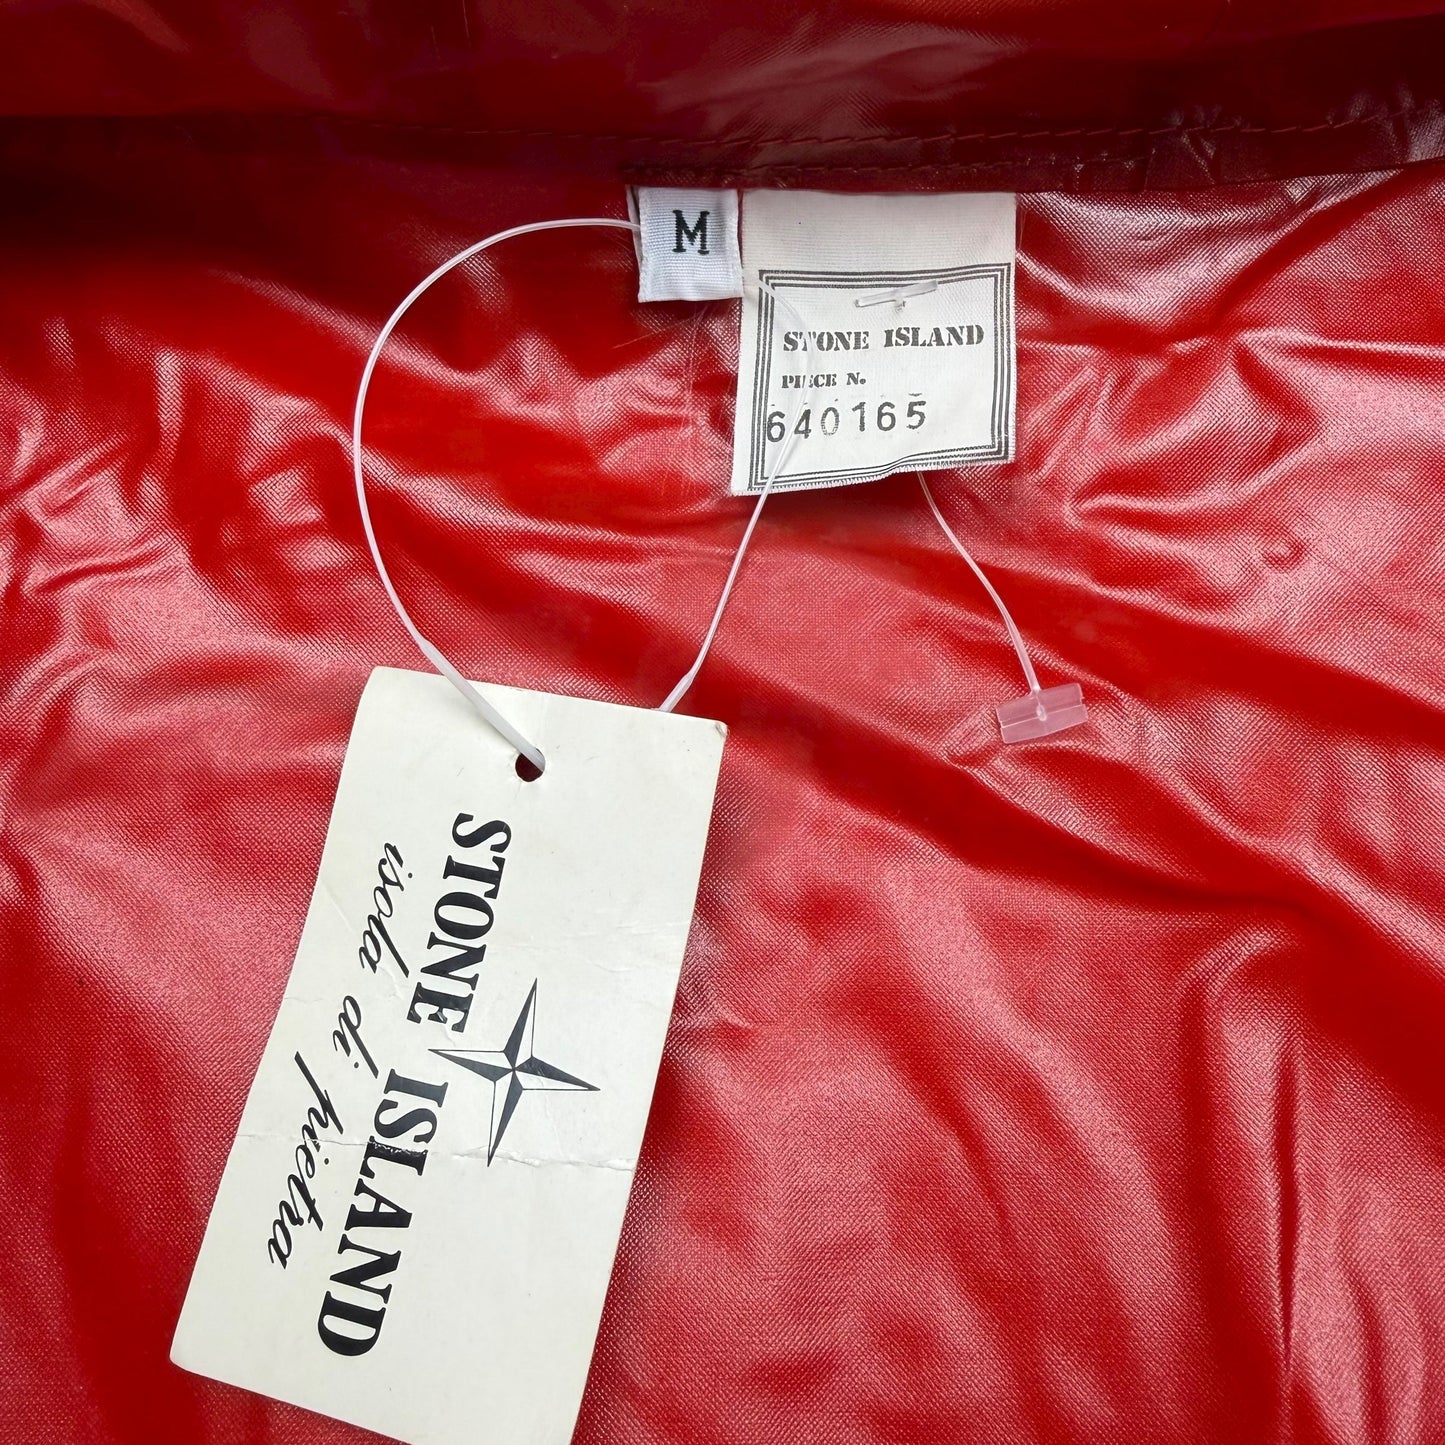 M
STONE ISLAND
PIECE N.
640165
STONE ISLAND
isola di pietra